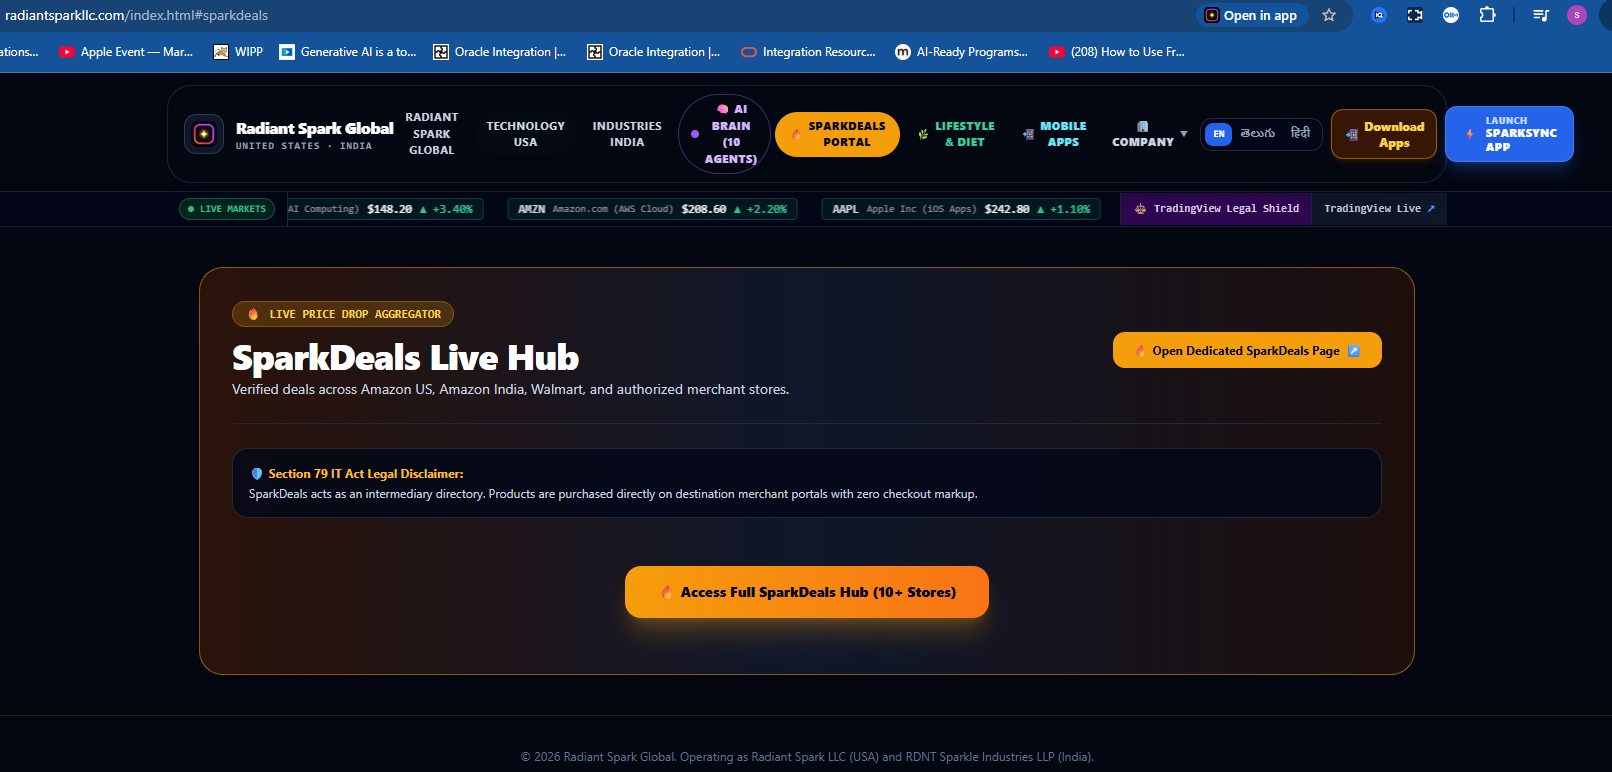 radiantsparkllc.com/index.html#sparkdeals
Open in app
S
ations...
Apple Event — Mar...
WIPP
Generative AI is a to...
Oracle Integration |...
Oracle Integration |...
Integration Resourc...
AI-Ready Programs...
(208) How to Use Fr...
Radiant Spark Global
UNITED STATES · INDIA
RADIANT
SPARK
GLOBAL
TECHNOLOGY
USA
INDUSTRIES
INDIA
AI
BRAIN
(10
AGENTS)
SPARKDEALS
PORTAL
LIFESTYLE
& DIET
MOBILE
APPS
COMPANY ▼
EN
తెలుగు
हिंदी
Download
Apps
LAUNCH
SPARKSYNC
APP
LIVE MARKETS
AI Computing) $148.20 ▲ +3.40%
AMZN Amazon.com (AWS Cloud) $208.60 ▲ +2.20%
AAPL Apple Inc (iOS Apps) $242.80 ▲ +1.10%
TradingView Legal Shield
TradingView Live ↗
LIVE PRICE DROP AGGREGATOR
SparkDeals Live Hub
Verified deals across Amazon US, Amazon India, Walmart, and authorized merchant stores.
Open Dedicated SparkDeals Page ↗
Section 79 IT Act Legal Disclaimer:
SparkDeals acts as an intermediary directory. Products are purchased directly on destination merchant portals with zero checkout markup.
Access Full SparkDeals Hub (10+ Stores)
© 2026 Radiant Spark Global. Operating as Radiant Spark LLC (USA) and RDNT Sparkle Industries LLP (India).